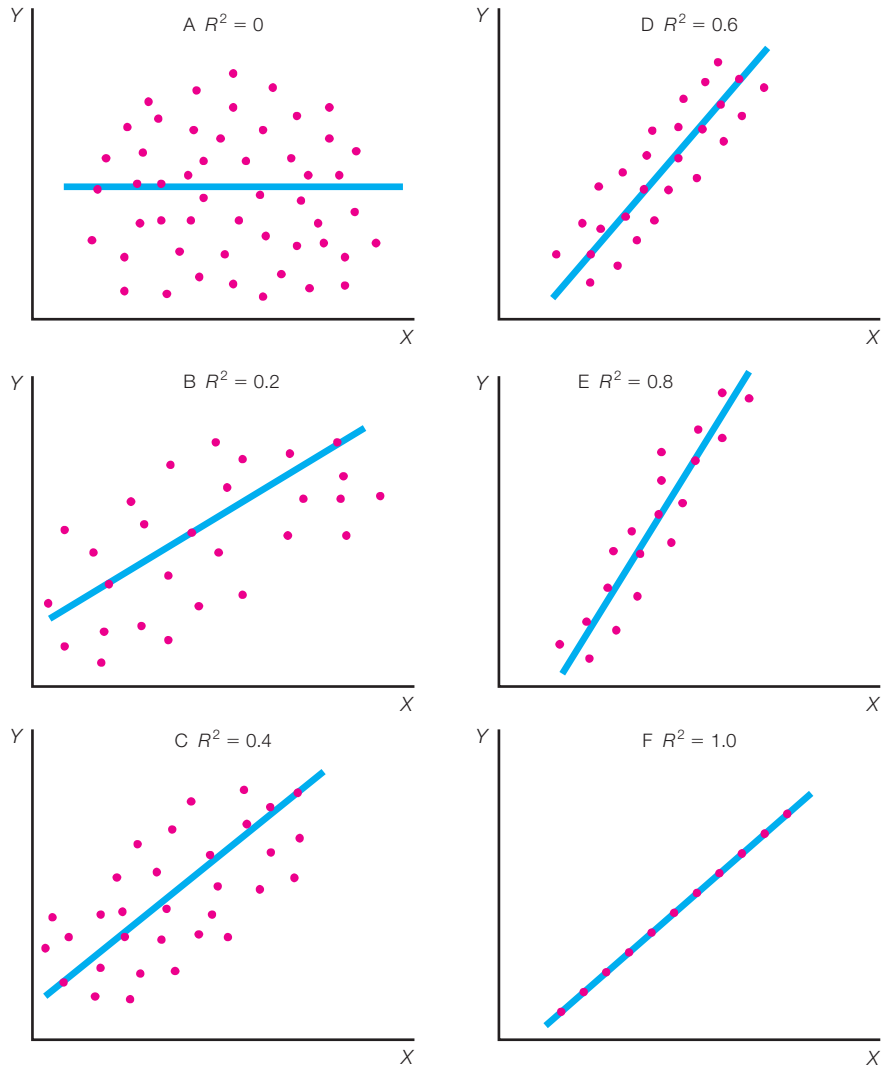 Y
A R² = 0
X
Y
D R² = 0.6
X
Y
B R² = 0.2
X
Y
E R² = 0.8
X
Y
C R² = 0.4
X
Y
F R² = 1.0
X